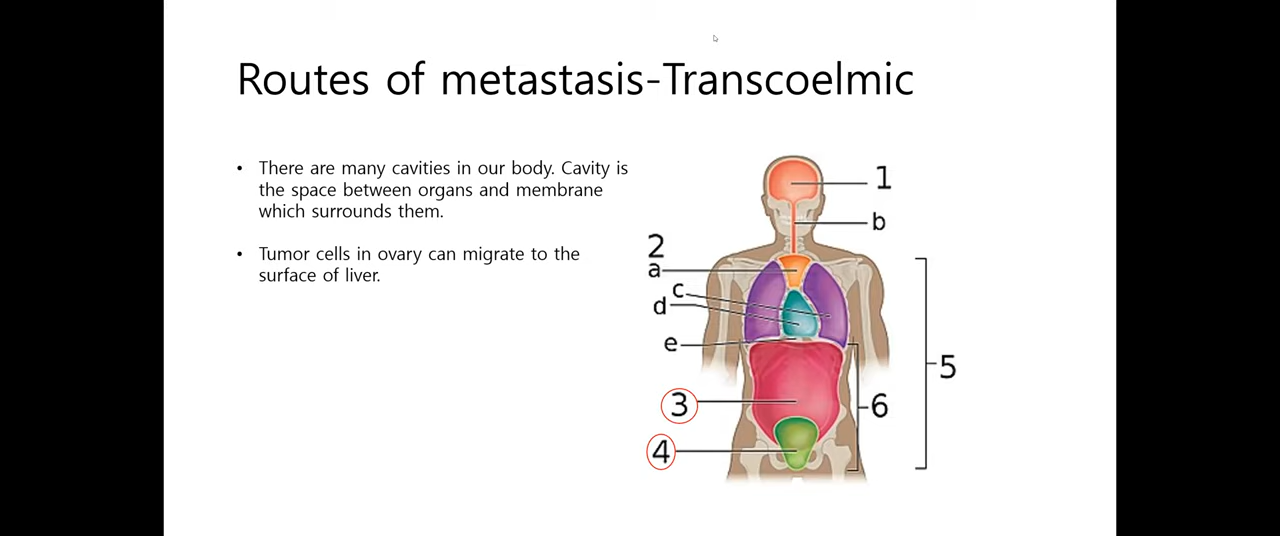 Routes of metastasis-Transcoelmic
• There are many cavities in our body. Cavity is
the space between organs and membrane
which surrounds them.
• Tumor cells in ovary can migrate to the
surface of liver.
1
b
2
a
c
d
e
3
4
5
6